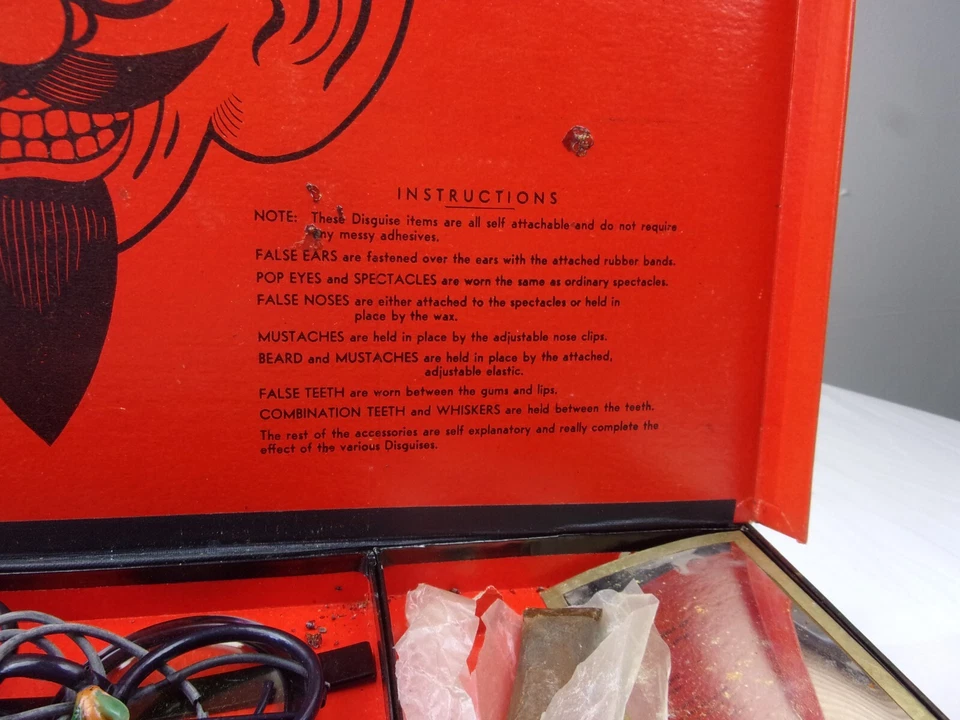 INSTRUCTIONS
NOTE: These Disguise items are all self attachable and do not require
any messy adhesives.
FALSE EARS are fastened over the ears with the attached rubber bands.
POP EYES and SPECTACLES are worn the same as ordinary spectacles.
FALSE NOSES are either attached to the spectacles or held in
place by the wax.
MUSTACHES are held in place by the adjustable nose clips.
BEARD and MUSTACHES are held in place by the attached,
adjustable elastic.
FALSE TEETH are worn between the gums and lips.
COMBINATION TEETH and WHISKERS are held between the teeth.
The rest of the accessories are self explanatory and really complete the
effect of the various Disguises.